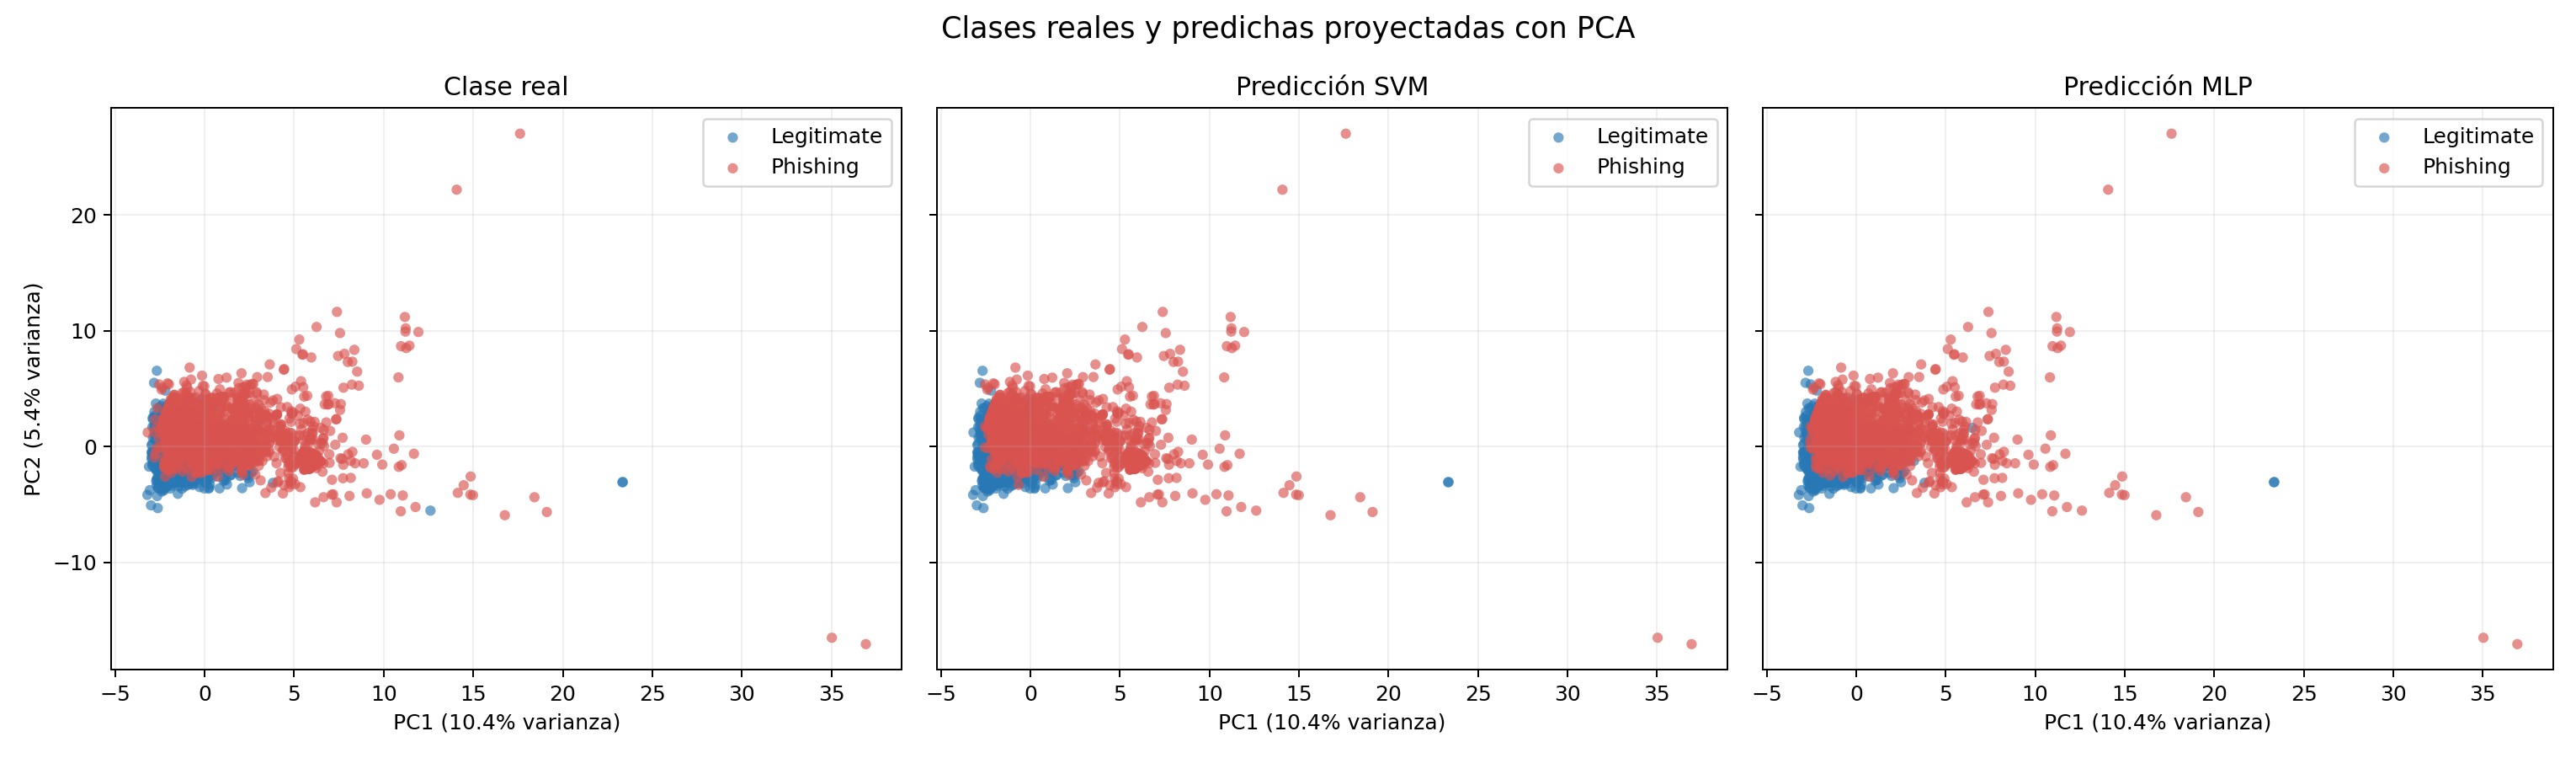 Clases reales y predichas proyectadas con PCA
Clase real
Legitimate
Phishing
PC2 (5.4% varianza)
20
10
0
−10
−5 0 5 10 15 20 25 30 35
PC1 (10.4% varianza)
Predicción SVM
Legitimate
Phishing
−5 0 5 10 15 20 25 30 35
PC1 (10.4% varianza)
Predicción MLP
Legitimate
Phishing
−5 0 5 10 15 20 25 30 35
PC1 (10.4% varianza)